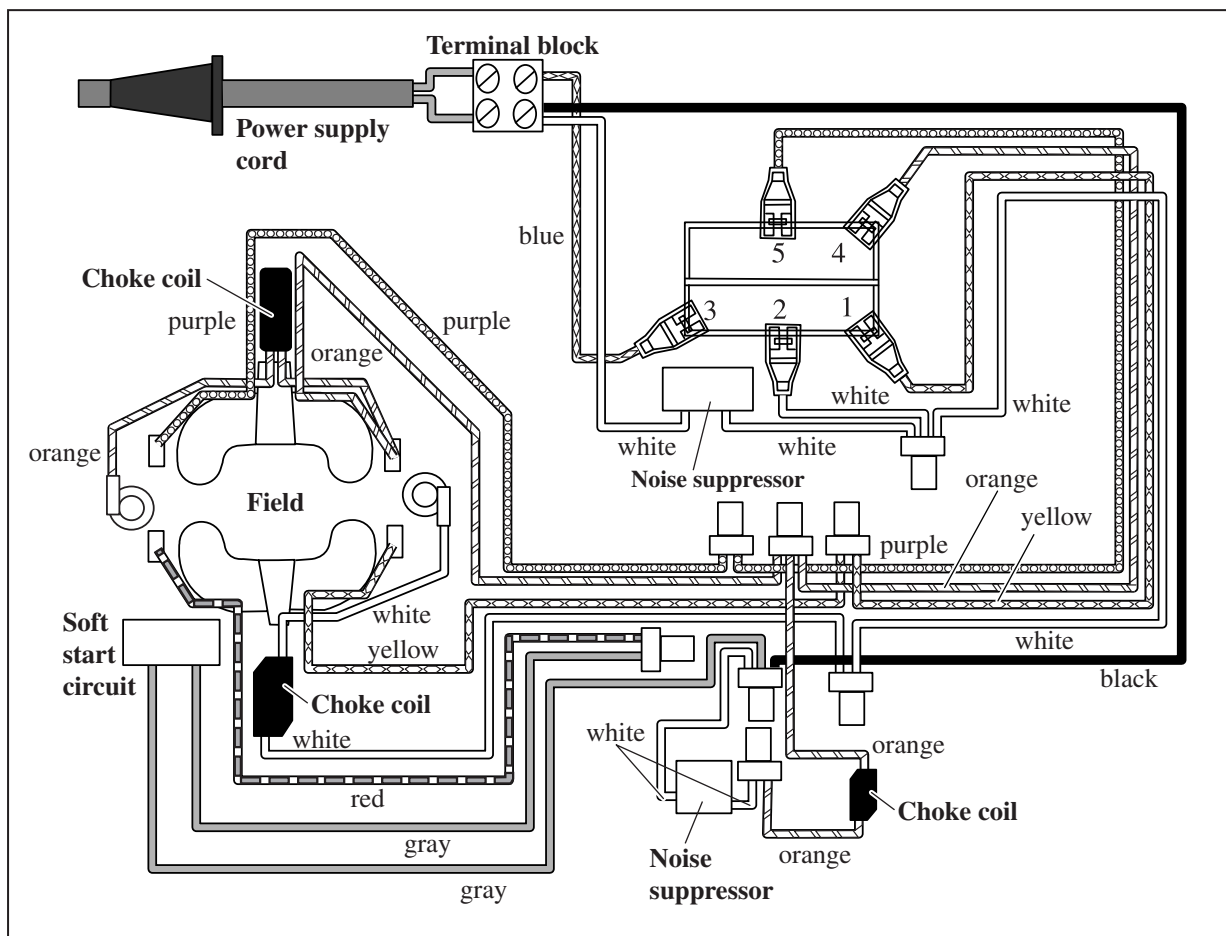 Terminal block
Power supply
cord
blue
5
4
3
2
1
Choke coil
purple
purple
orange
orange
Field
white
white
white
white
Noise suppressor
orange
yellow
purple
white
yellow
Soft
start
circuit
white
black
Choke coil
white
white
orange
red
Choke coil
gray
orange
Noise
suppressor
gray